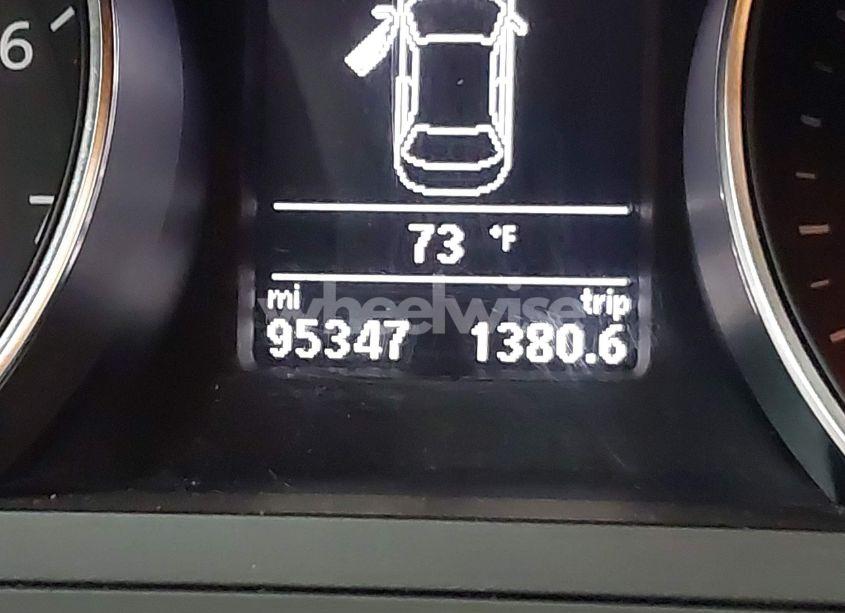 6
73 °F
mi trip
wheelwise
95347 1380.6